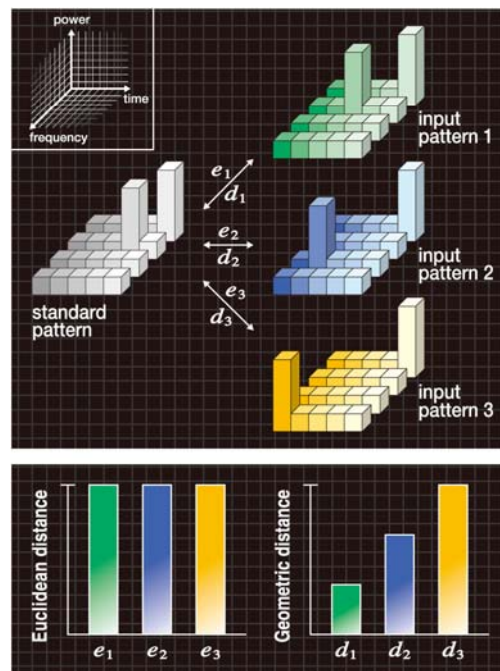 power
time
frequency
input
pattern 1
e1
d1
e2
d2
input
pattern 2
standard
pattern
e3
d3
input
pattern 3
Euclidean distance
e1 e2 e3
Geometric distance
d1 d2 d3